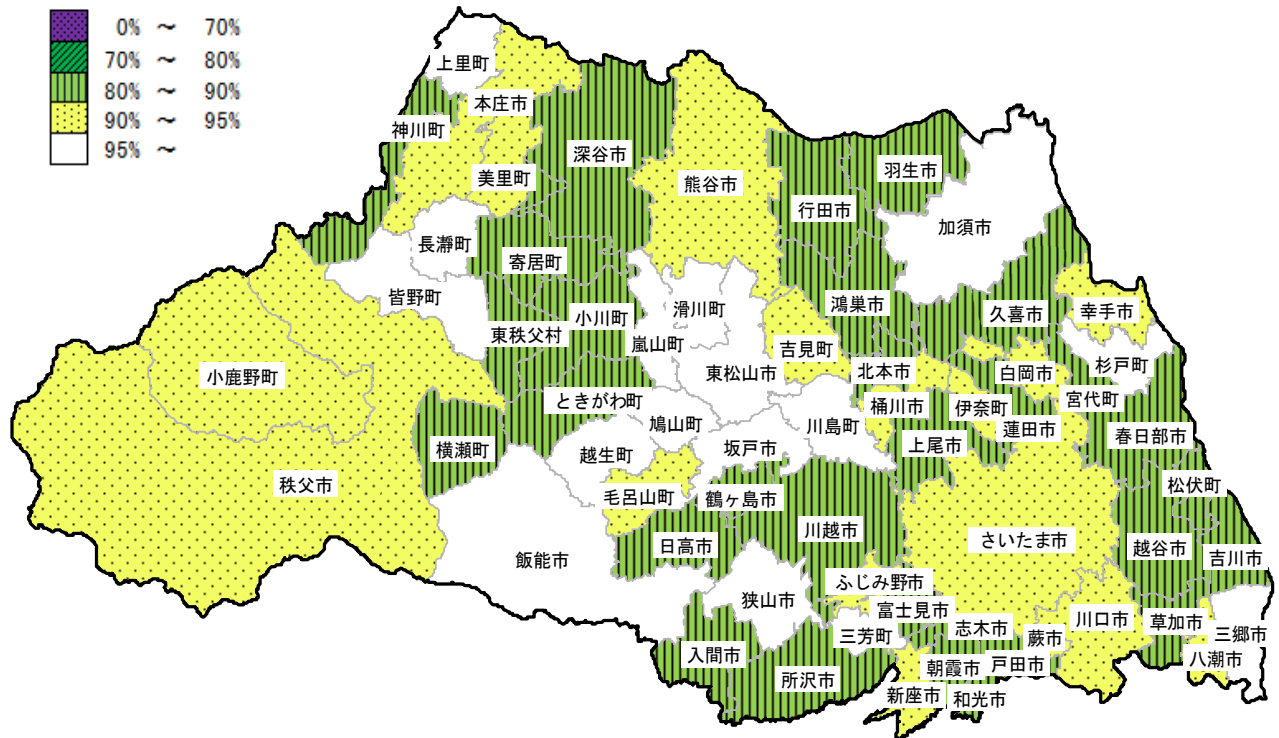 0% ～ 70%
70% ～ 80%
80% ～ 90%
90% ～ 95%
95% ～
上里町
本庄市
神川町
美里町
深谷市
熊谷市
行田市
羽生市
加須市
長瀞町
皆野町
寄居町
東秩父村
小川町
嵐山町
滑川町
吉見町
鴻巣市
久喜市
幸手市
杉戸町
小鹿野町
東松山市
北本市
白岡市
宮代町
ときがわ町
鳩山町
川島町
桶川市
伊奈町
蓮田市
春日部市
横瀬町
越生町
坂戸市
上尾市
松伏町
秩父市
毛呂山町
鶴ヶ島市
川越市
さいたま市
越谷市
吉川市
飯能市
日高市
狭山市
ふじみ野市
富士見市
三芳町
志木市
蕨市
川口市
草加市
三郷市
八潮市
入間市
所沢市
朝霞市
戸田市
新座市
和光市